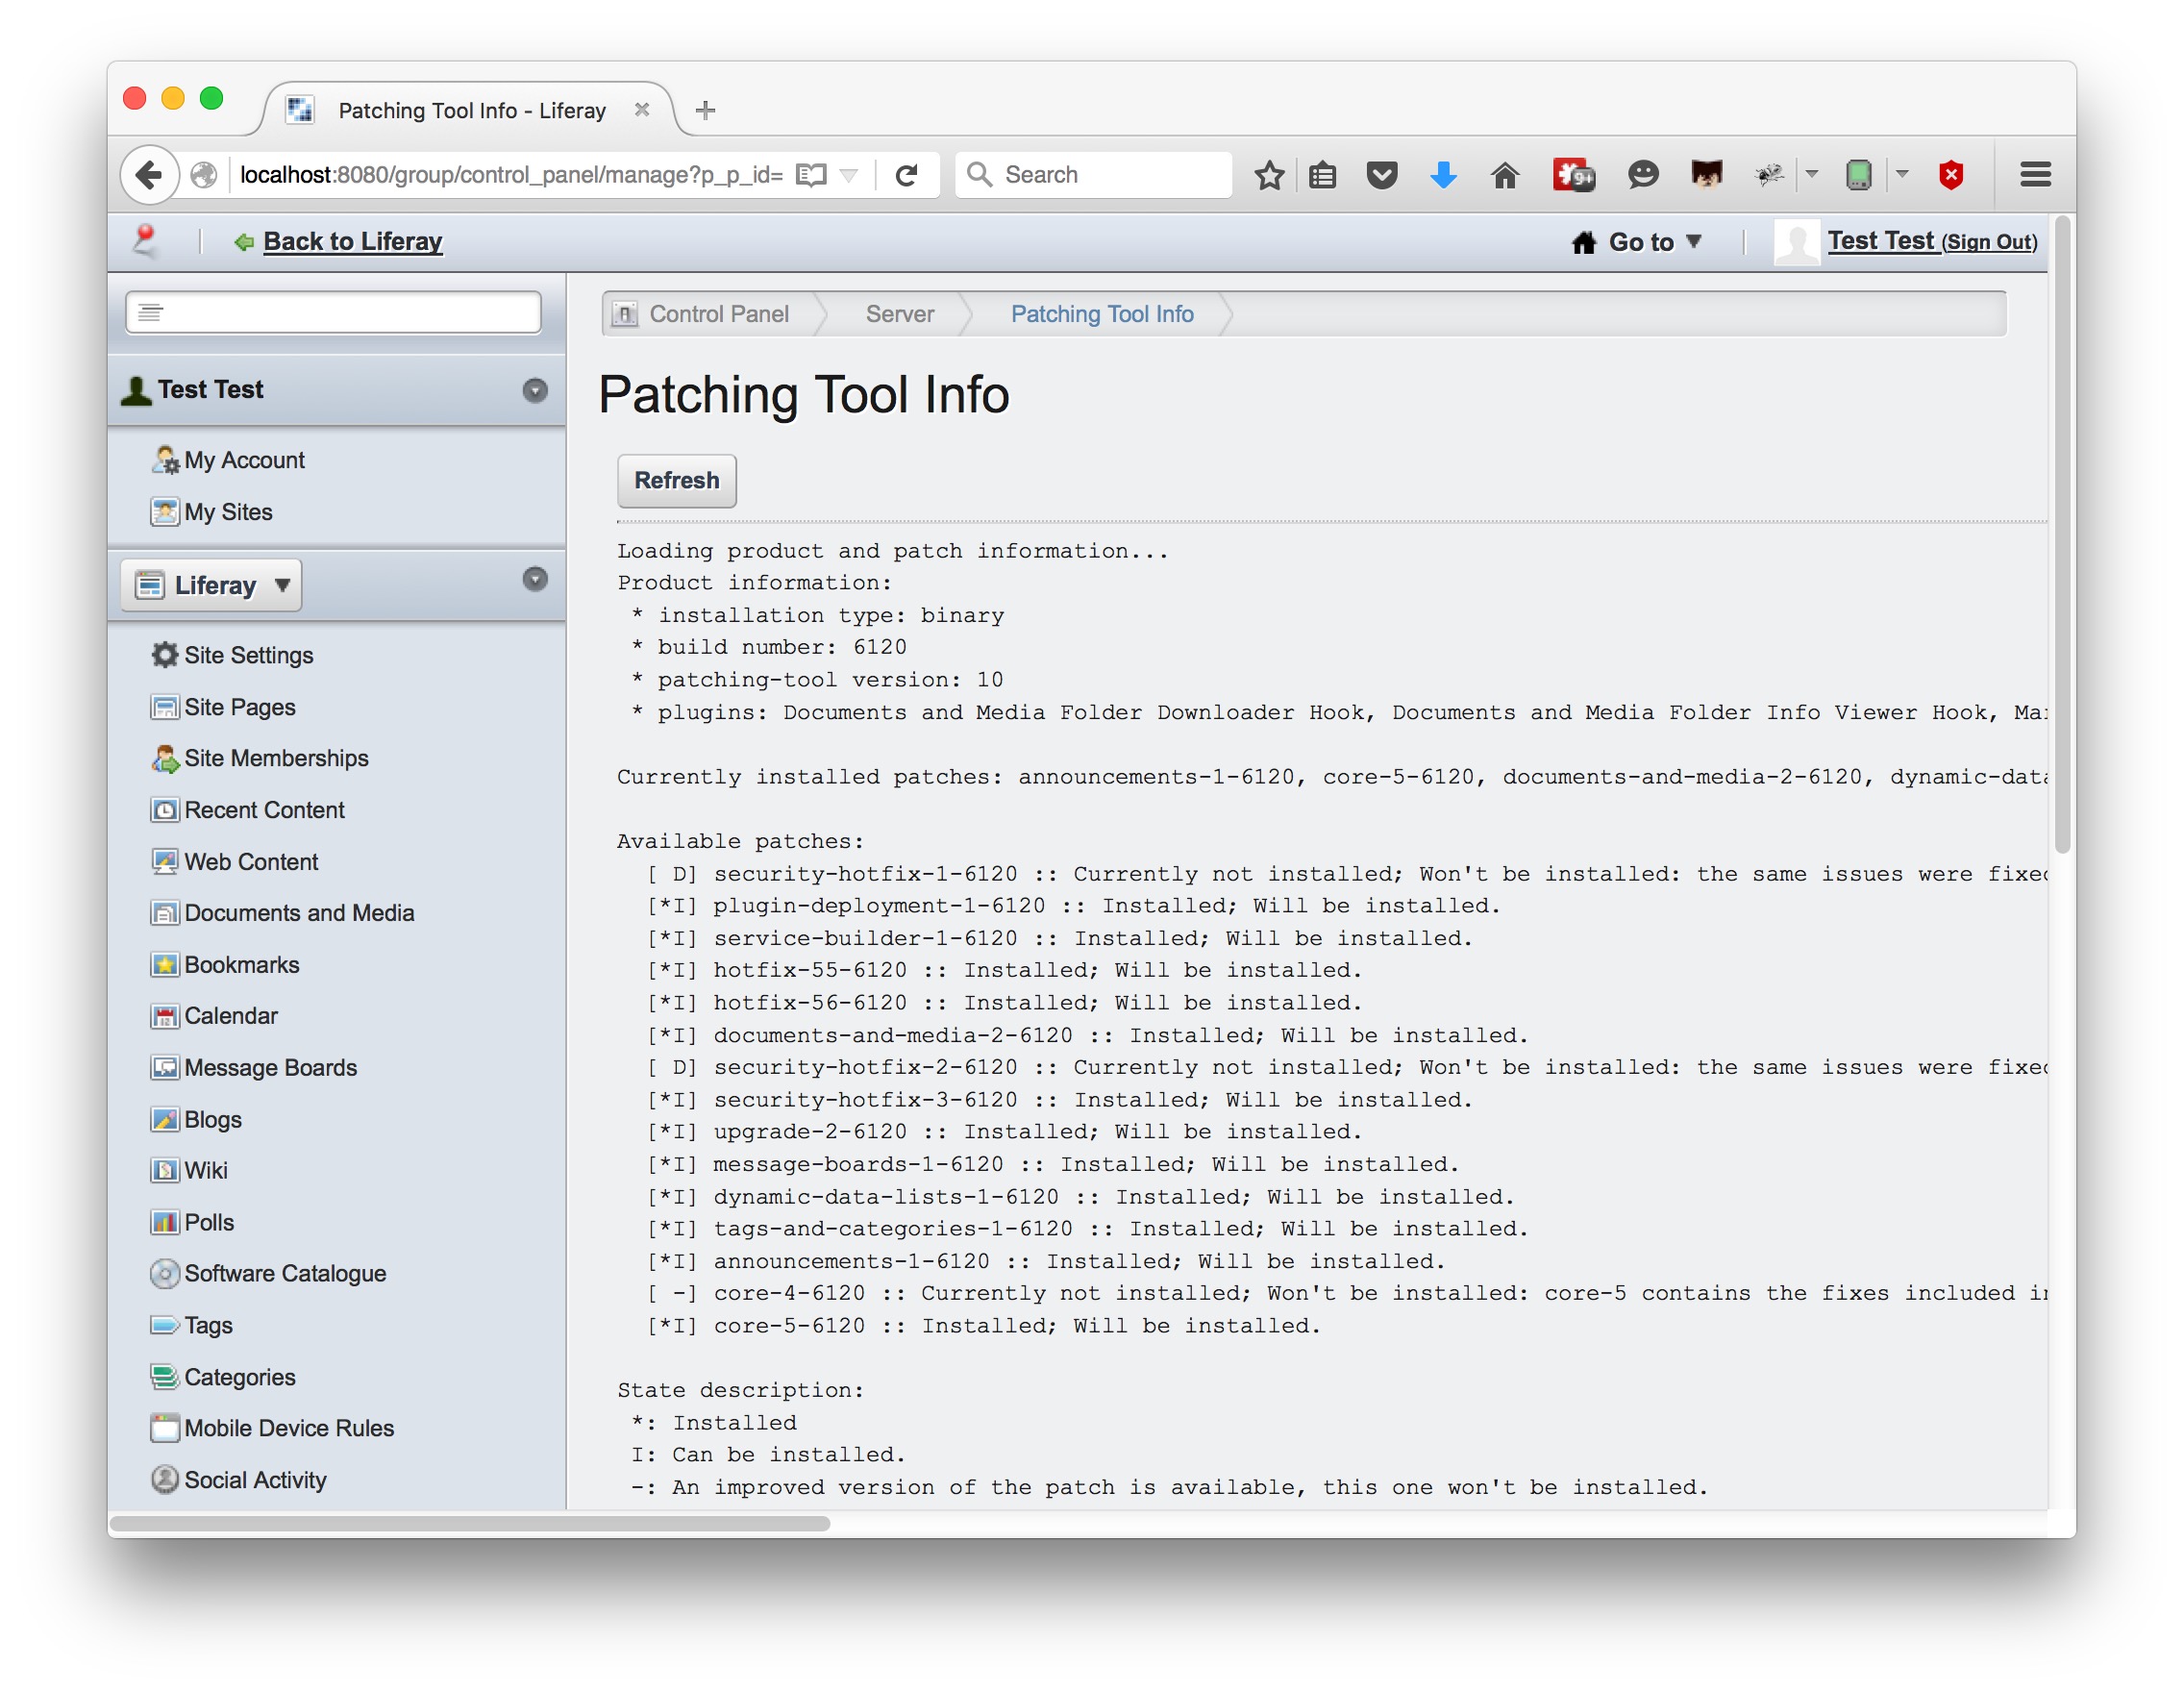 Patching Tool Info - Liferay
localhost:8080/group/control_panel/manage?p_p_id=
Search
9+
Back to Liferay
Go to
Test Test (Sign Out)
Control Panel
Server
Patching Tool Info
Test Test
My Account
My Sites
Liferay
Site Settings
Site Pages
Site Memberships
Recent Content
Web Content
Documents and Media
Bookmarks
Calendar
Message Boards
Blogs
Wiki
Polls
Software Catalogue
Tags
Categories
Mobile Device Rules
Social Activity
Patching Tool Info
Refresh
Loading product and patch information...
Product information:
* installation type: binary
* build number: 6120
* patching-tool version: 10
* plugins: Documents and Media Folder Downloader Hook, Documents and Media Folder Info Viewer Hook,
Currently installed patches: announcements-1-6120, core-5-6120, documents-and-media-2-6120, dynamic-data
Available patches:
[ D] security-hotfix-1-6120 :: Currently not installed; Won't be installed: the same issues were fixed
[*I] plugin-deployment-1-6120 :: Installed; Will be installed.
[*I] service-builder-1-6120 :: Installed; Will be installed.
[*I] hotfix-55-6120 :: Installed; Will be installed.
[*I] hotfix-56-6120 :: Installed; Will be installed.
[*I] documents-and-media-2-6120 :: Installed; Will be installed.
[ D] security-hotfix-2-6120 :: Currently not installed; Won't be installed: the same issues were fixed
[*I] security-hotfix-3-6120 :: Installed; Will be installed.
[*I] upgrade-2-6120 :: Installed; Will be installed.
[*I] message-boards-1-6120 :: Installed; Will be installed.
[*I] dynamic-data-lists-1-6120 :: Installed; Will be installed.
[*I] tags-and-categories-1-6120 :: Installed; Will be installed.
[*I] announcements-1-6120 :: Installed; Will be installed.
[ -] core-4-6120 :: Currently not installed; Won't be installed: core-5 contains the fixes included in
[*I] core-5-6120 :: Installed; Will be installed.
State description:
*: Installed
I: Can be installed.
-: An improved version of the patch is available, this one won't be installed.